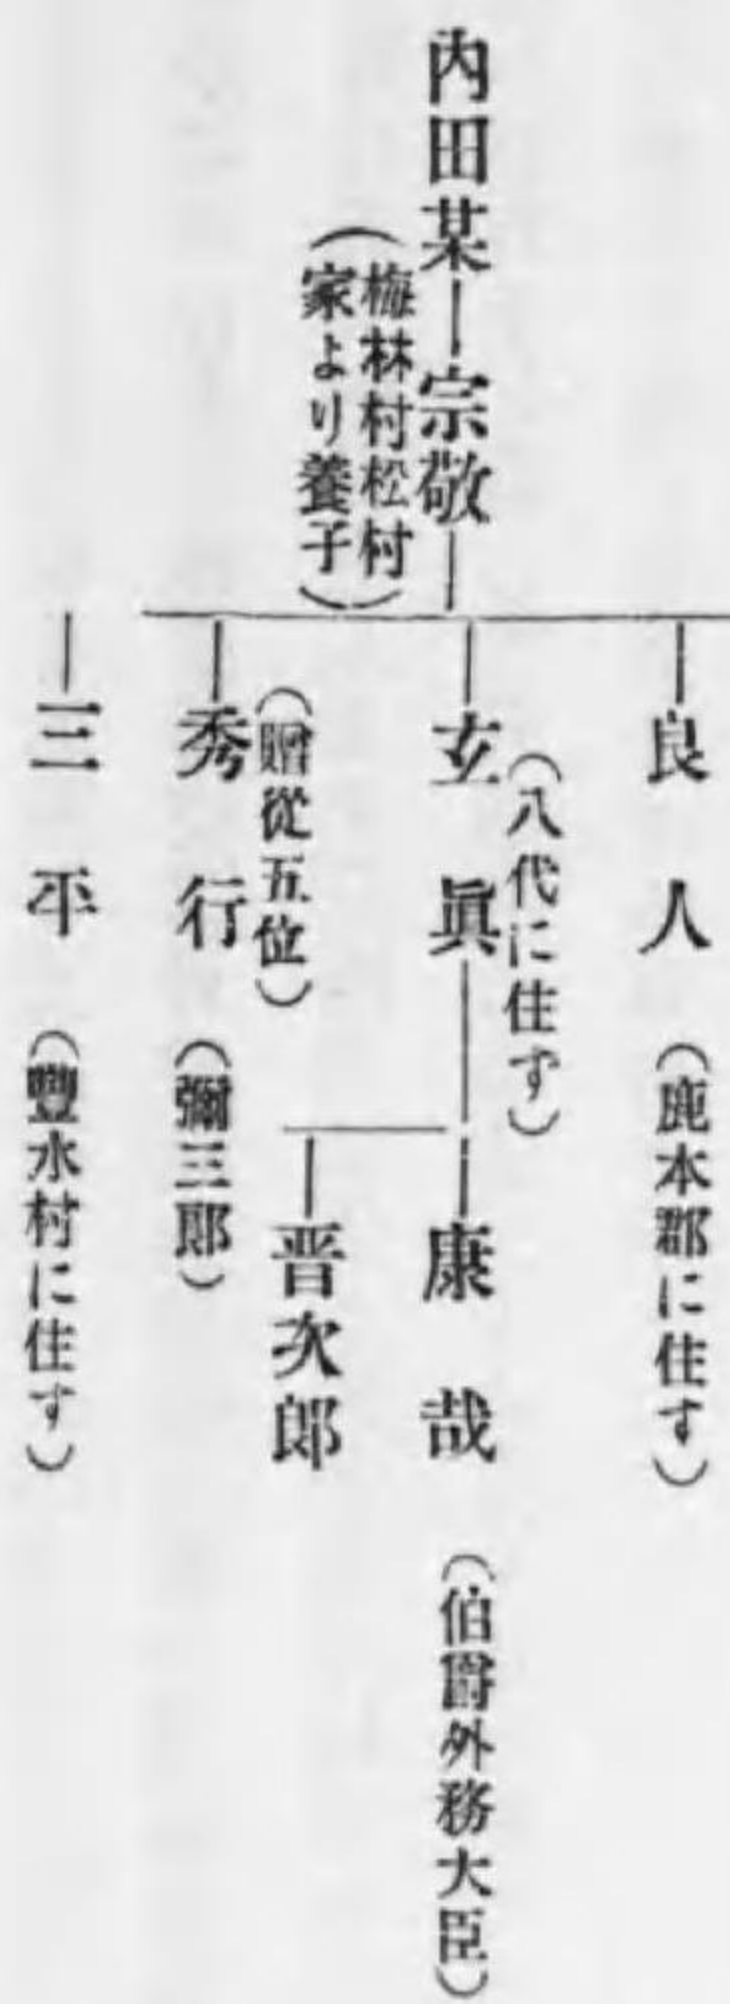 内田某―宗敬―
(梅林村松村
家より養子)
―良人(鹿本郡に住す)
(八代に住す)
―玄眞―
―康哉(伯爵外務大臣)
―晋次郎
(贈從五位)
―秀行(彌三郎)
―三平(豐水村に住す)